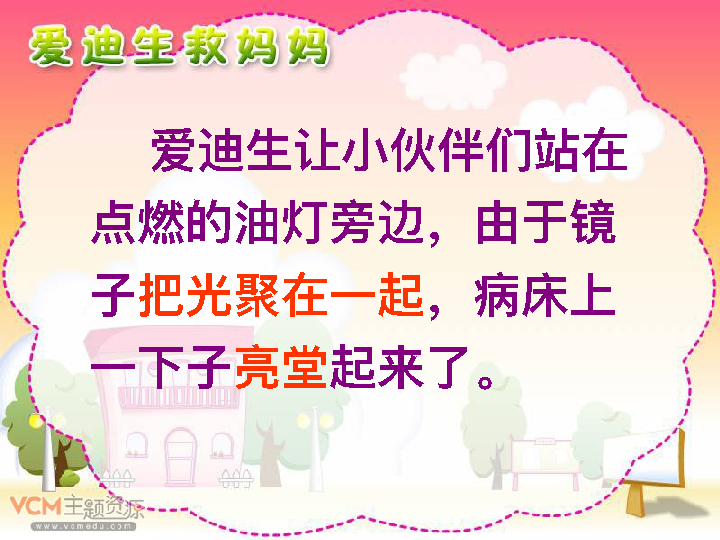 爱迪生救妈妈
爱迪生让小伙伴们站在
点燃的油灯旁边，由于镜
子把光聚在一起，病床上
一下子亮堂起来了。
VCM主题资源
www.vcmedu.com